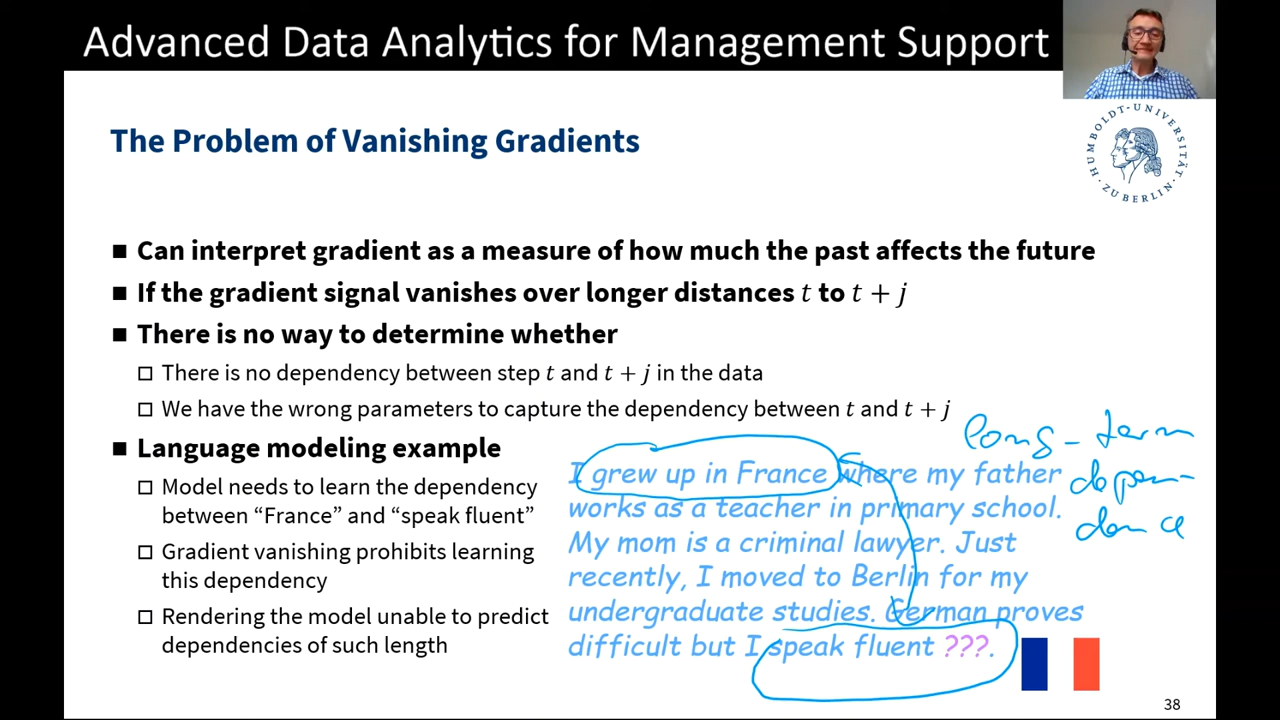 Advanced Data Analytics for Management Support
HUMBOLDT-UNIVERSITÄT ZU BERLIN
The Problem of Vanishing Gradients
■ Can interpret gradient as a measure of how much the past affects the future
■ If the gradient signal vanishes over longer distances t to t + j
■ There is no way to determine whether
□ There is no dependency between step t and t + j in the data
□ We have the wrong parameters to capture the dependency between t and t + j
■ Language modeling example
□ Model needs to learn the dependency
between “France” and “speak fluent”
□ Gradient vanishing prohibits learning
this dependency
□ Rendering the model unable to predict
dependencies of such length
long-term
depen-
dence
I grew up in France where my father
works as a teacher in primary school.
My mom is a criminal lawyer. Just
recently, I moved to Berlin for my
undergraduate studies. German proves
difficult but I speak fluent ???.
38